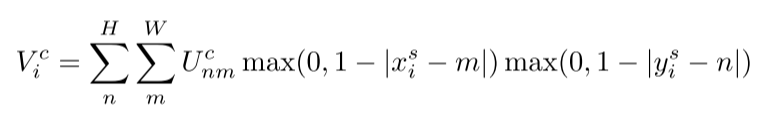 V_i^c = \sum_n^H \sum_m^W U_{nm}^c \max(0, 1 - |x_i^s - m|) \max(0, 1 - |y_i^s - n|)